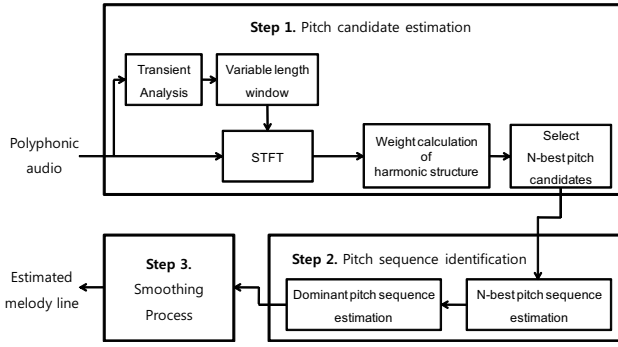 Step 1. Pitch candidate estimation
Transient
Analysis
Variable length
window
Polyphonic
audio
STFT
Weight calculation
of
harmonic structure
Select
N-best pitch
candidates
Step 2. Pitch sequence identification
N-best pitch sequence
estimation
Dominant pitch sequence
estimation
Step 3.
Smoothing
Process
Estimated
melody line